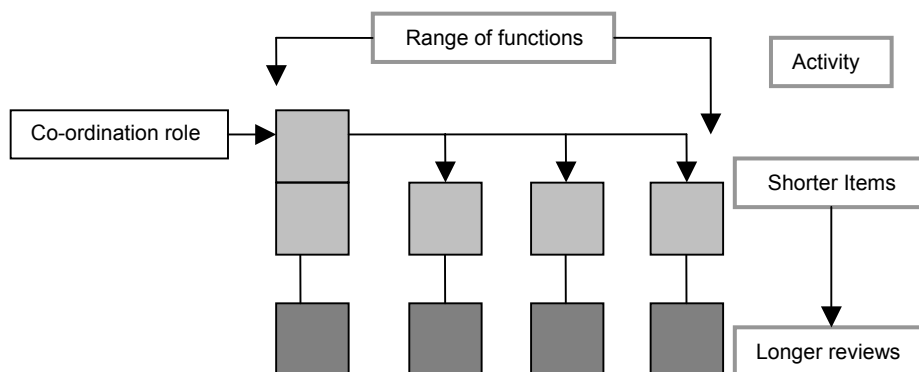 Range of functions
Activity
Co-ordination role
Shorter Items
Longer reviews